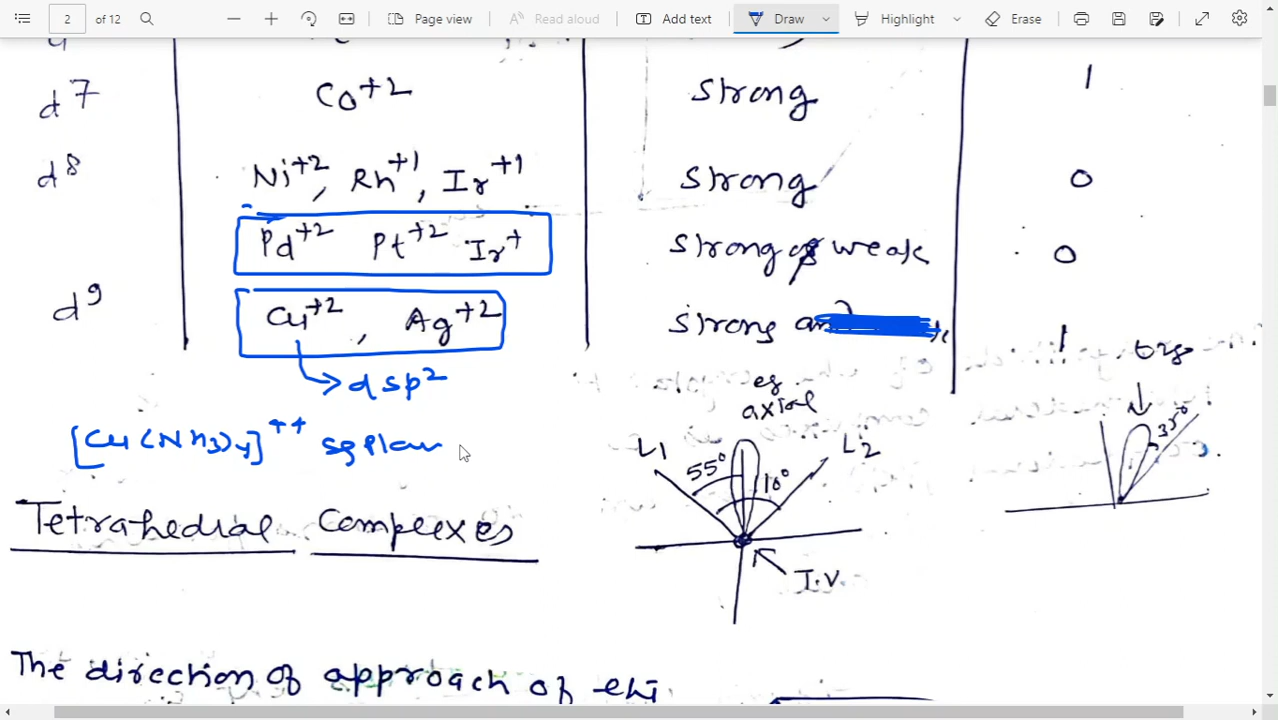 2 of 12 Page view Read aloud Add text Draw Highlight Erase
d7 Co+2 Strong 1
d8 Ni+2, Rh+1, Ir+1 Strong 0
Pd+2 Pt+2 Ir+ Strong or weak 0
d9 Cu+2, Ag+2 Strong and 1
t2g
→ dsp2
eg
axial
[Cu(NH3)4]++ sq plan
L1 55° L2
35°
Tetrahedral Complexes
I.V.
The direction of approach of